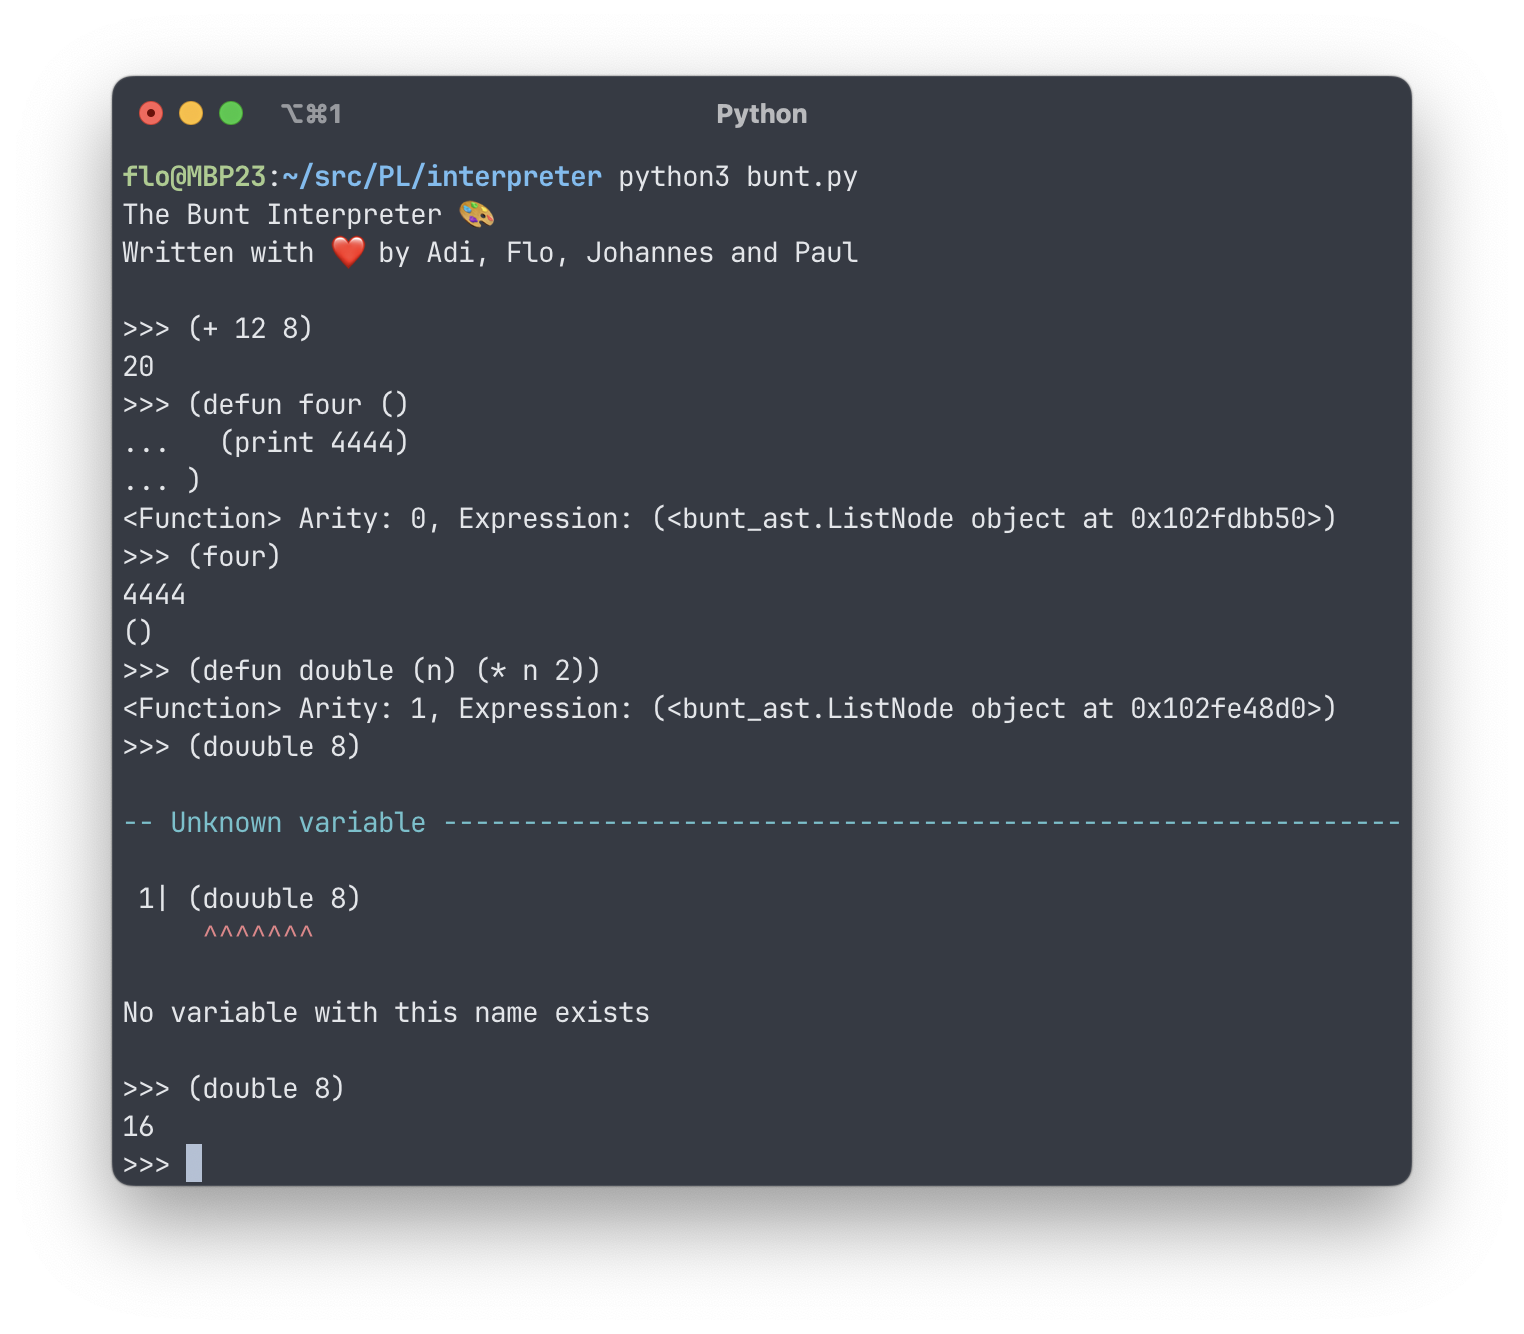 ⌥⌘1 Python
flo@MBP23:~/src/PL/interpreter python3 bunt.py
The Bunt Interpreter 🎨
Written with ❤️ by Adi, Flo, Johannes and Paul
>>> (+ 12 8)
20
>>> (defun four ()
...   (print 4444)
... )
<Function> Arity: 0, Expression: (<bunt_ast.ListNode object at 0x102fdbb50>)
>>> (four)
4444
()
>>> (defun double (n) (* n 2))
<Function> Arity: 1, Expression: (<bunt_ast.ListNode object at 0x102fe48d0>)
>>> (douuble 8)
-- Unknown variable ------------------------------------------------------------
 1| (douuble 8)
     ^^^^^^^
No variable with this name exists
>>> (double 8)
16
>>>